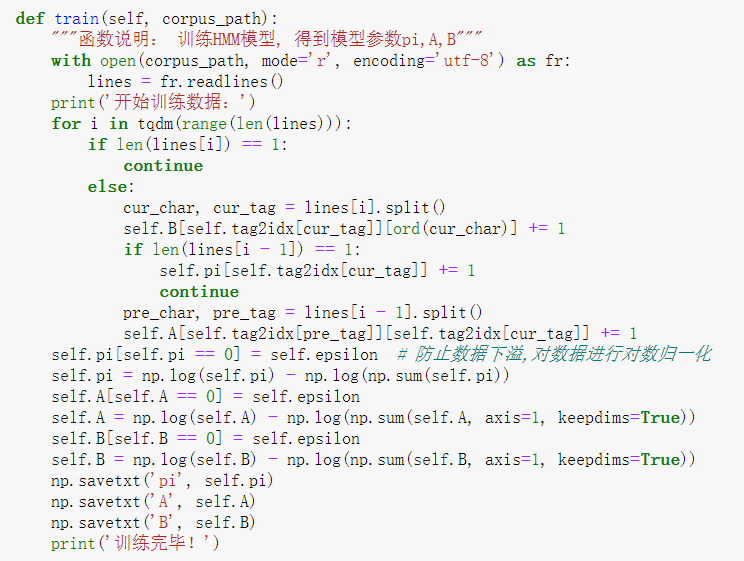 def train(self, corpus_path):
    """函数说明： 训练HMM模型, 得到模型参数pi,A,B"""
    with open(corpus_path, mode='r', encoding='utf-8') as fr:
        lines = fr.readlines()
    print('开始训练数据：')
    for i in tqdm(range(len(lines))):
        if len(lines[i]) == 1:
            continue
        else:
            cur_char, cur_tag = lines[i].split()
            self.B[self.tag2idx[cur_tag]][ord(cur_char)] += 1
            if len(lines[i - 1]) == 1:
                self.pi[self.tag2idx[cur_tag]] += 1
                continue
            pre_char, pre_tag = lines[i - 1].split()
            self.A[self.tag2idx[pre_tag]][self.tag2idx[cur_tag]] += 1
    self.pi[self.pi == 0] = self.epsilon  # 防止数据下溢,对数据进行对数归一化
    self.pi = np.log(self.pi) - np.log(np.sum(self.pi))
    self.A[self.A == 0] = self.epsilon
    self.A = np.log(self.A) - np.log(np.sum(self.A, axis=1, keepdims=True))
    self.B[self.B == 0] = self.epsilon
    self.B = np.log(self.B) - np.log(np.sum(self.B, axis=1, keepdims=True))
    np.savetxt('pi', self.pi)
    np.savetxt('A', self.A)
    np.savetxt('B', self.B)
    print('训练完毕！')